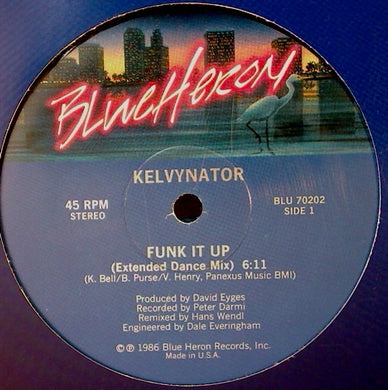 BLUE HERON
KELVYNATOR
45 RPM
STEREO
BLU 70202
SIDE 1
FUNK IT UP
(Extended Dance Mix) 6:11
(K. Bell/B. Purse/V. Henry, Panexus Music BMI)
Produced by David Eyges
Recorded by Peter Darmi
Remixed by Hans Wendl
Engineered by Dale Everingham
© ℗ 1986 Blue Heron Records, Inc.
Made in U.S.A.